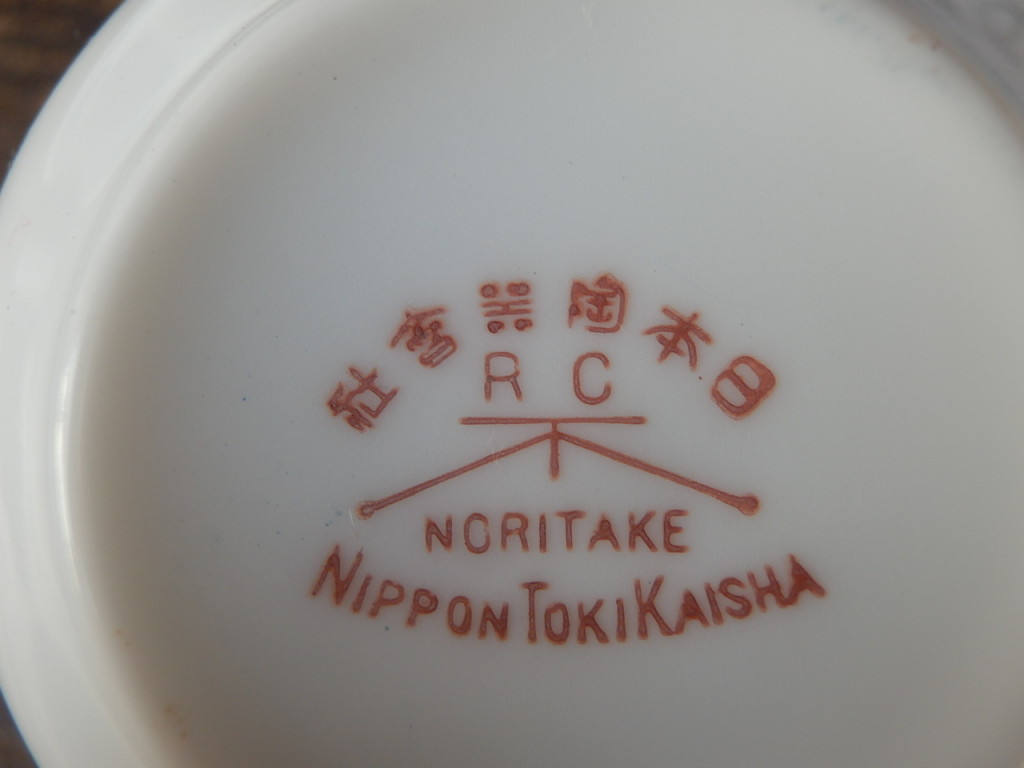 日本陶器會社
R C
NORITAKE
NIPPON TOKI KAISHA